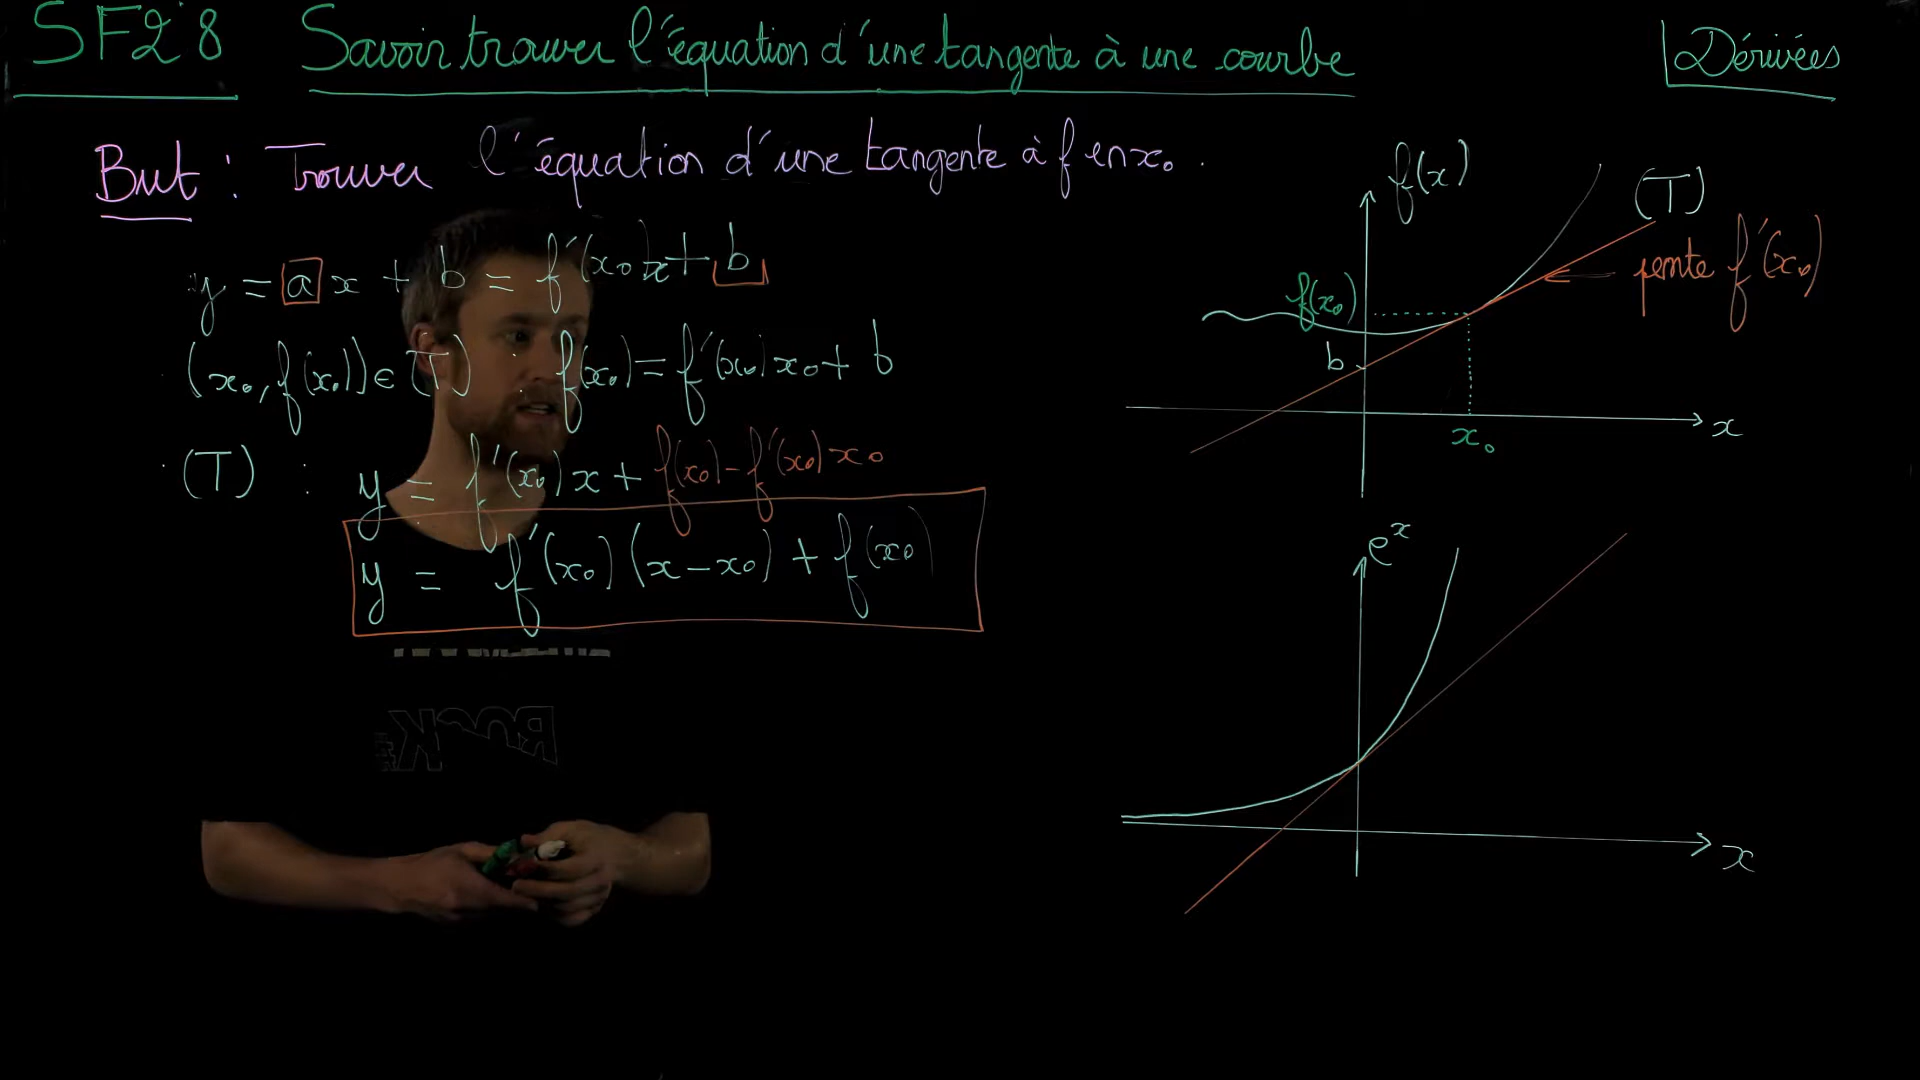 SF28 Savoir trouver l'équation d'une tangente à une courbe Dérivées
But : Trouver l'équation d'une tangente à f en x₀.
y = a x + b = f'(x₀)x + b
(x₀, f(x₀)) ∈ (T) : f(x₀) = f'(x₀)x₀ + b
(T) : y = f'(x₀)x + f(x₀) - f'(x₀)x₀
y = f'(x₀)(x - x₀) + f(x₀)
f(x)
(T)
pente f'(x₀)
f(x₀)
b
x₀
x
eˣ
x